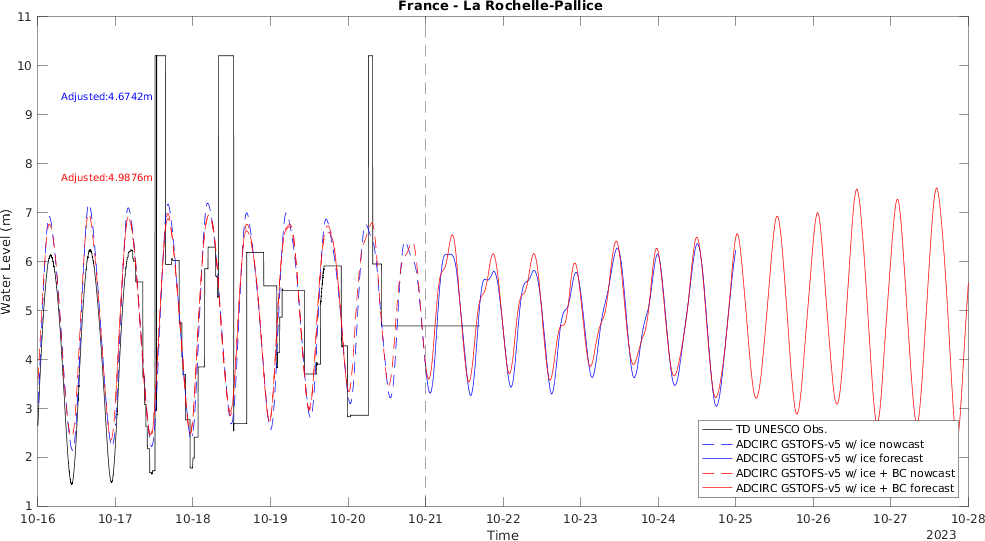 France - La Rochelle-Pallice
11
10
9
8
7
6
5
4
3
2
1
Water Level (m)
Adjusted:4.6742m
Adjusted:4.9876m
TD UNESCO Obs.
ADCIRC GSTOFS-v5 w/ ice nowcast
ADCIRC GSTOFS-v5 w/ ice forecast
ADCIRC GSTOFS-v5 w/ ice + BC nowcast
ADCIRC GSTOFS-v5 w/ ice + BC forecast
10-16 10-17 10-18 10-19 10-20 10-21 10-22 10-23 10-24 10-25 10-26 10-27 10-28
Time
2023